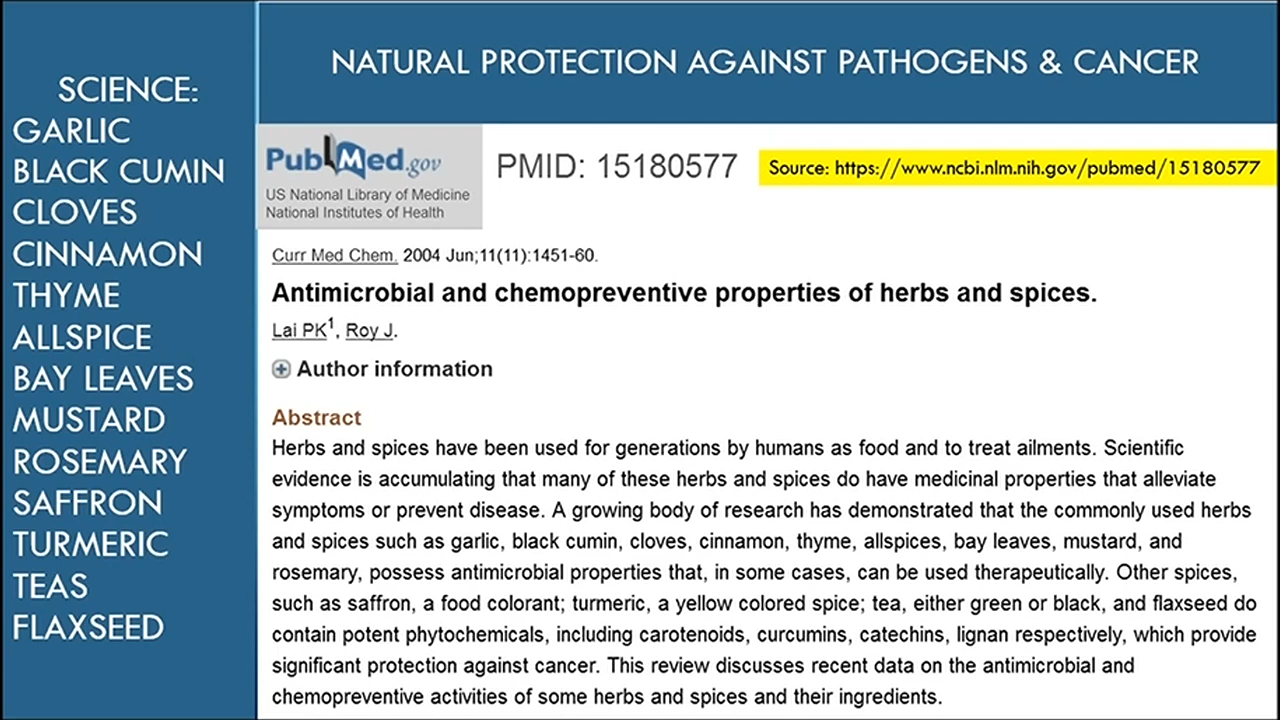 SCIENCE:
GARLIC
BLACK CUMIN
CLOVES
CINNAMON
THYME
ALLSPICE
BAY LEAVES
MUSTARD
ROSEMARY
SAFFRON
TURMERIC
TEAS
FLAXSEED
NATURAL PROTECTION AGAINST PATHOGENS & CANCER
PubMed.gov
US National Library of Medicine
National Institutes of Health
PMID: 15180577
Source: https://www.ncbi.nlm.nih.gov/pubmed/15180577
Curr Med Chem. 2004 Jun;11(11):1451-60.
Antimicrobial and chemopreventive properties of herbs and spices.
Lai PK1, Roy J.
Author information
Abstract
Herbs and spices have been used for generations by humans as food and to treat ailments. Scientific
evidence is accumulating that many of these herbs and spices do have medicinal properties that alleviate
symptoms or prevent disease. A growing body of research has demonstrated that the commonly used herbs
and spices such as garlic, black cumin, cloves, cinnamon, thyme, allspices, bay leaves, mustard, and
rosemary, possess antimicrobial properties that, in some cases, can be used therapeutically. Other spices,
such as saffron, a food colorant; turmeric, a yellow colored spice; tea, either green or black, and flaxseed do
contain potent phytochemicals, including carotenoids, curcumins, catechins, lignan respectively, which provide
significant protection against cancer. This review discusses recent data on the antimicrobial and
chemopreventive activities of some herbs and spices and their ingredients.